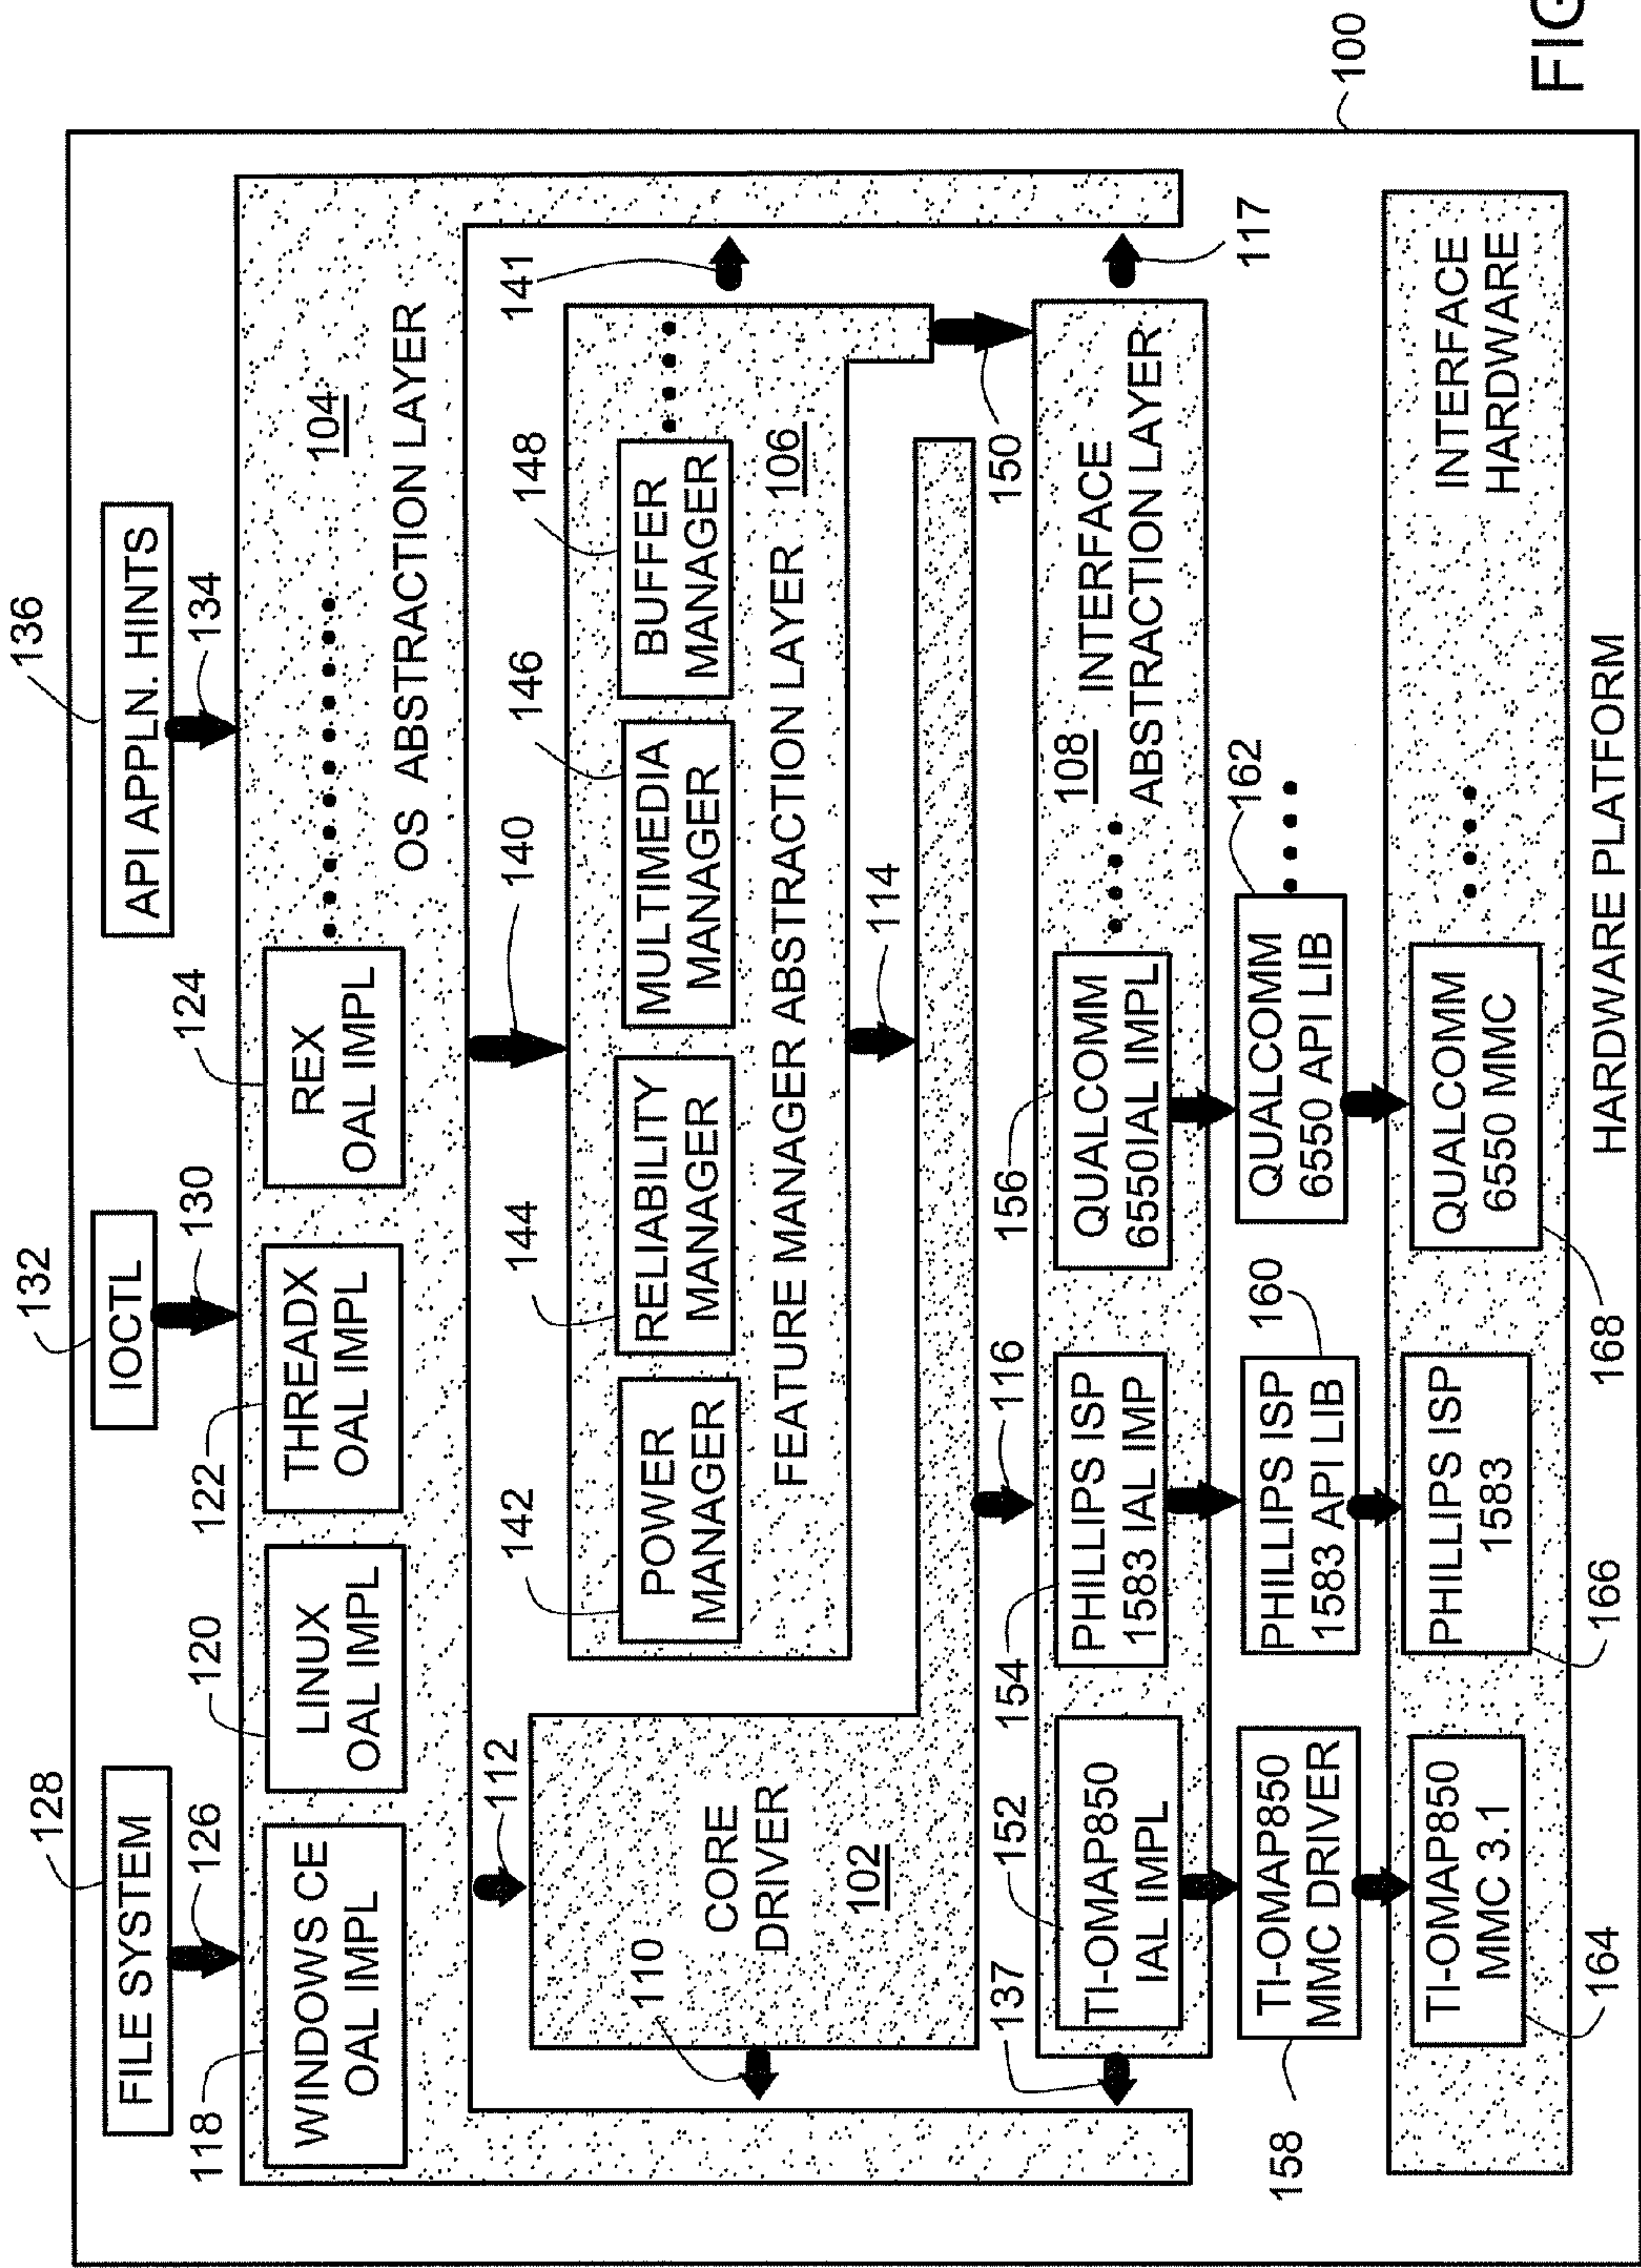 136
132
128
API APPLN. HINTS
IOCTL
FILE SYSTEM
134
130
126
118
120
122
124
WINDOWS CE
OAL IMPL
LINUX
OAL IMPL
THREADX
OAL IMPL
REX
OAL IMPL
104
OS ABSTRACTION LAYER
112
140
141
142
144
146
148
POWER
MANAGER
RELIABILITY
MANAGER
MULTIMEDIA
MANAGER
BUFFER
MANAGER
FEATURE MANAGER ABSTRACTION LAYER 106
CORE
DRIVER
102
110
114
116
150
137
152
154
156
TI-OMAP850
IAL IMPL
PHILLIPS ISP
1583 IAL IMP
QUALCOMM
6550IAL IMPL
108 INTERFACE
ABSTRACTION LAYER
117
158
160
162
TI-OMAP850
MMC DRIVER
PHILLIPS ISP
1583 API LIB
QUALCOMM
6550 API LIB
TI-OMAP850
MMC 3.1
PHILLIPS ISP
1583
QUALCOMM
6550 MMC
INTERFACE
HARDWARE
164
166
168
HARDWARE PLATFORM
100
FIG